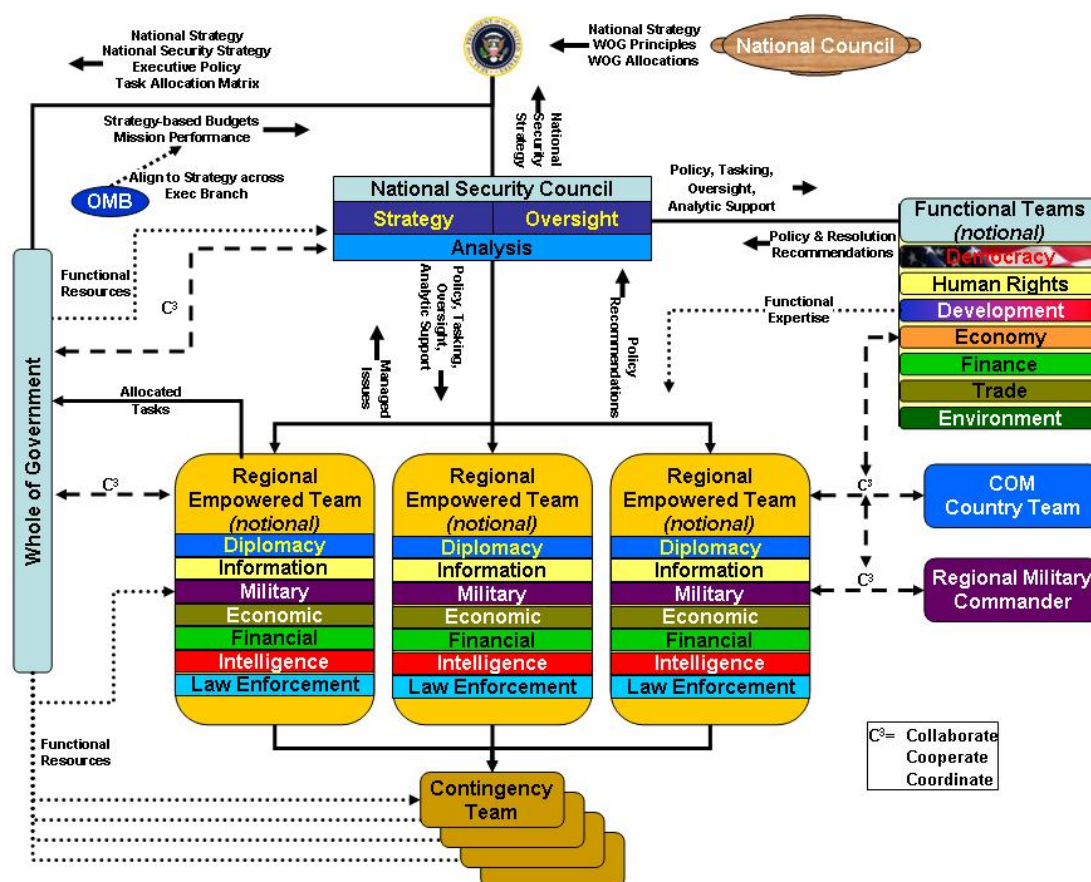 National Strategy
National Security Strategy
Executive Policy
Task Allocation Matrix
National Strategy
WOG Principles
WOG Allocations
National Council
Strategy-based Budgets
Mission Performance
OMB
Align to Strategy across
Exec Branch
National
Security
Strategy
National Security Council
Strategy
Oversight
Analysis
Policy, Tasking,
Oversight,
Analytic Support
Policy & Resolution
Recommendations
Functional Teams
(notional)
Democracy
Human Rights
Development
Economy
Finance
Trade
Environment
Functional
Resources
C³
Policy, Tasking,
Oversight,
Analytic Support
Managed
Issues
Policy
Recommendations
Functional
Expertise
Whole of Government
Allocated
Tasks
C³
Regional
Empowered Team
(notional)
Diplomacy
Information
Military
Economic
Financial
Intelligence
Law Enforcement
Regional
Empowered Team
(notional)
Diplomacy
Information
Military
Economic
Financial
Intelligence
Law Enforcement
Regional
Empowered Team
(notional)
Diplomacy
Information
Military
Economic
Financial
Intelligence
Law Enforcement
C³
COM
Country Team
C³
Regional Military
Commander
Functional
Resources
Contingency
Team
C³= Collaborate
Cooperate
Coordinate